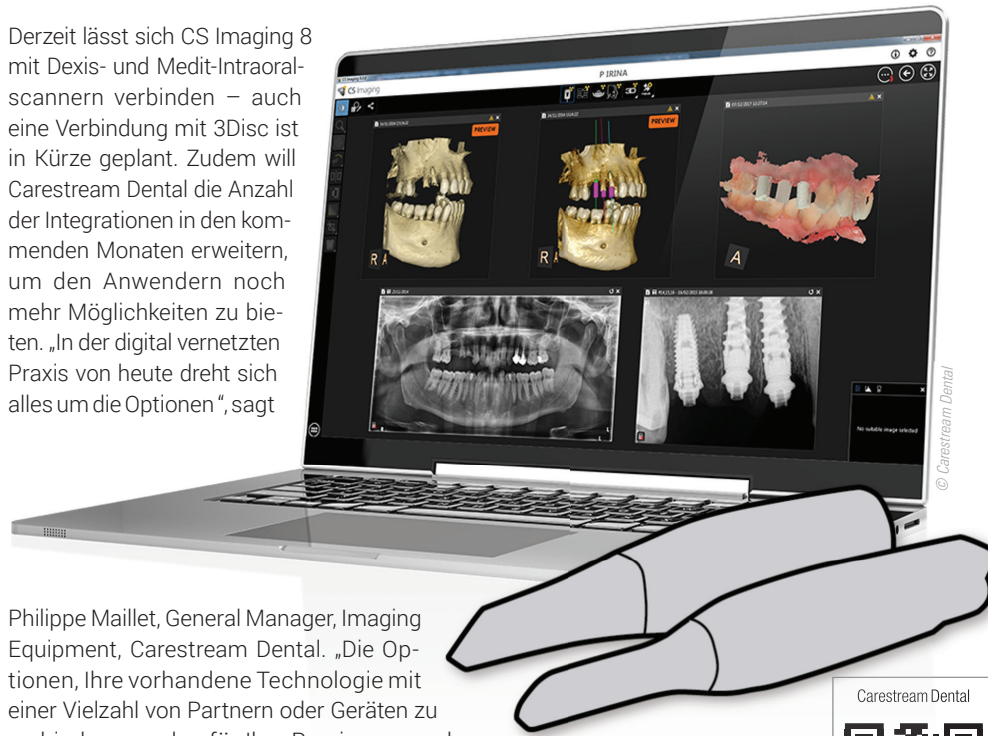 Derzeit lässt sich CS Imaging 8
mit Dexis- und Medit-Intraoral-
scannern verbinden – auch
eine Verbindung mit 3Disc ist
in Kürze geplant. Zudem will
Carestream Dental die Anzahl
der Integrationen in den kom-
menden Monaten erweitern,
um den Anwendern noch
mehr Möglichkeiten zu bie-
ten. „In der digital vernetzten
Praxis von heute dreht sich
alles um die Optionen “, sagt
CS Imaging
P IRINA
PREVIEW
PREVIEW
R A
R
A
No suitable image selected
© Carestream Dental
Philippe Maillet, General Manager, Imaging
Equipment, Carestream Dental. „Die Op-
tionen, Ihre vorhandene Technologie mit
einer Vielzahl von Partnern oder Geräten zu
Carestream Dental